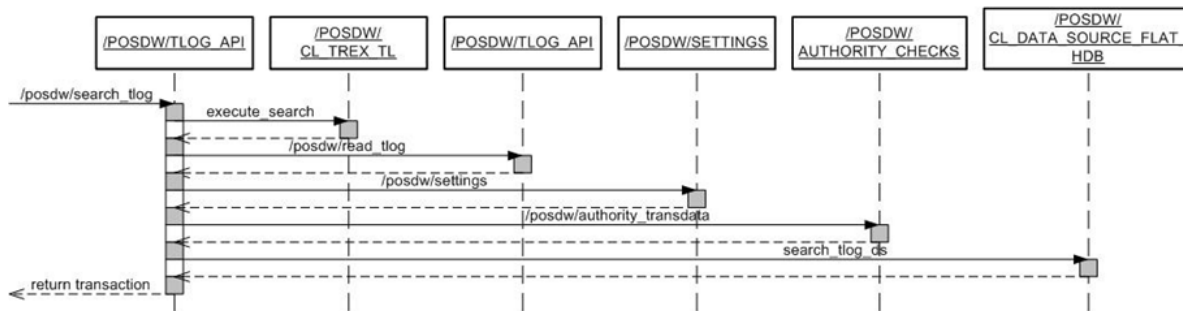 /POSDW/TLOG_API
/POSDW/
CL_TREX_TL
/POSDW/TLOG_API
/POSDW/SETTINGS
/POSDW/
AUTHORITY_CHECKS
/POSDW/
CL_DATA_SOURCE_FLAT_
HDB
/posdw/search_tlog
execute_search
/posdw/read_tlog
/posdw/settings
/posdw/authority_transdata
search_tlog_ds
return transaction